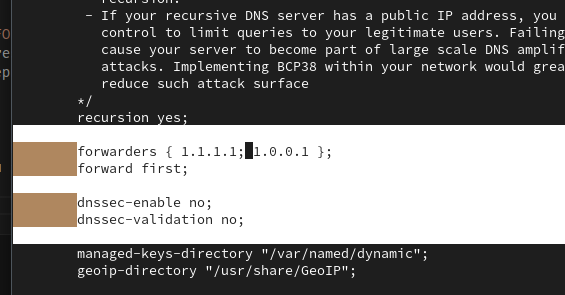 recursion.
- If your recursive DNS server has a public IP address, you
control to limit queries to your legitimate users. Failing
cause your server to become part of large scale DNS amplif
attacks. Implementing BCP38 within your network would grea
reduce such attack surface
*/
recursion yes;
forwarders { 1.1.1.1; 1.0.0.1 };
forward first;
dnssec-enable no;
dnssec-validation no;
managed-keys-directory "/var/named/dynamic";
geoip-directory "/usr/share/GeoIP";